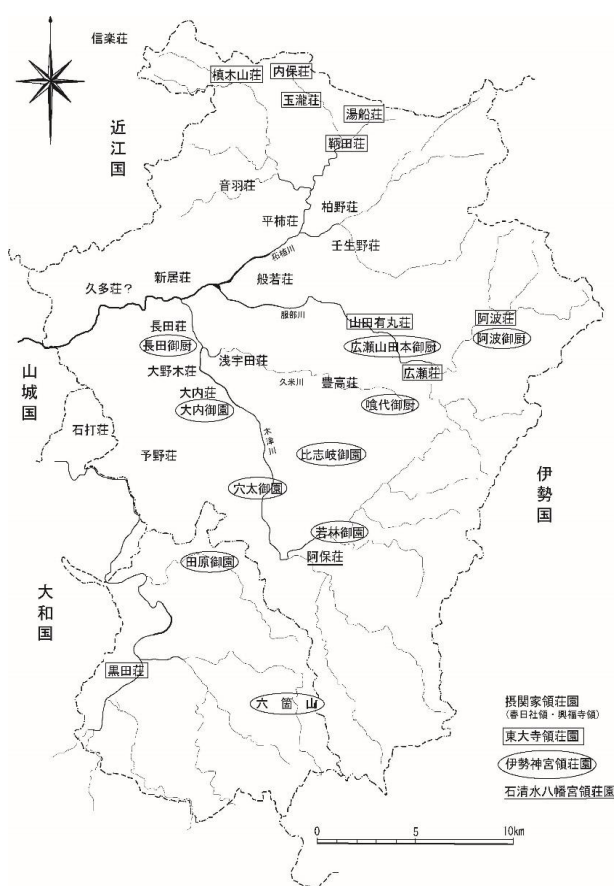 信楽荘
槙木山荘
内保荘
玉瀧荘
湯船荘
鞆田荘
近江国
音羽荘
柏野荘
平柿荘
壬生野荘
柘植川
新居荘
般若荘
久多荘?
服部川
長田荘
山田有丸荘
阿波荘
長田御厨
広瀬山田本御厨
阿波御厨
浅宇田荘
広瀬荘
大野木荘
久米川
豊高荘
山城国
大内荘
喰代御厨
大内御園
石打荘
木津川
予野荘
比志岐御園
伊勢国
穴太御園
若林御園
田原御園
阿保荘
大和国
黒田荘
六箇山
摂関家領荘園
(春日社領・興福寺領)
東大寺領荘園
伊勢神宮領荘園
石清水八幡宮領荘園
0 5 10km